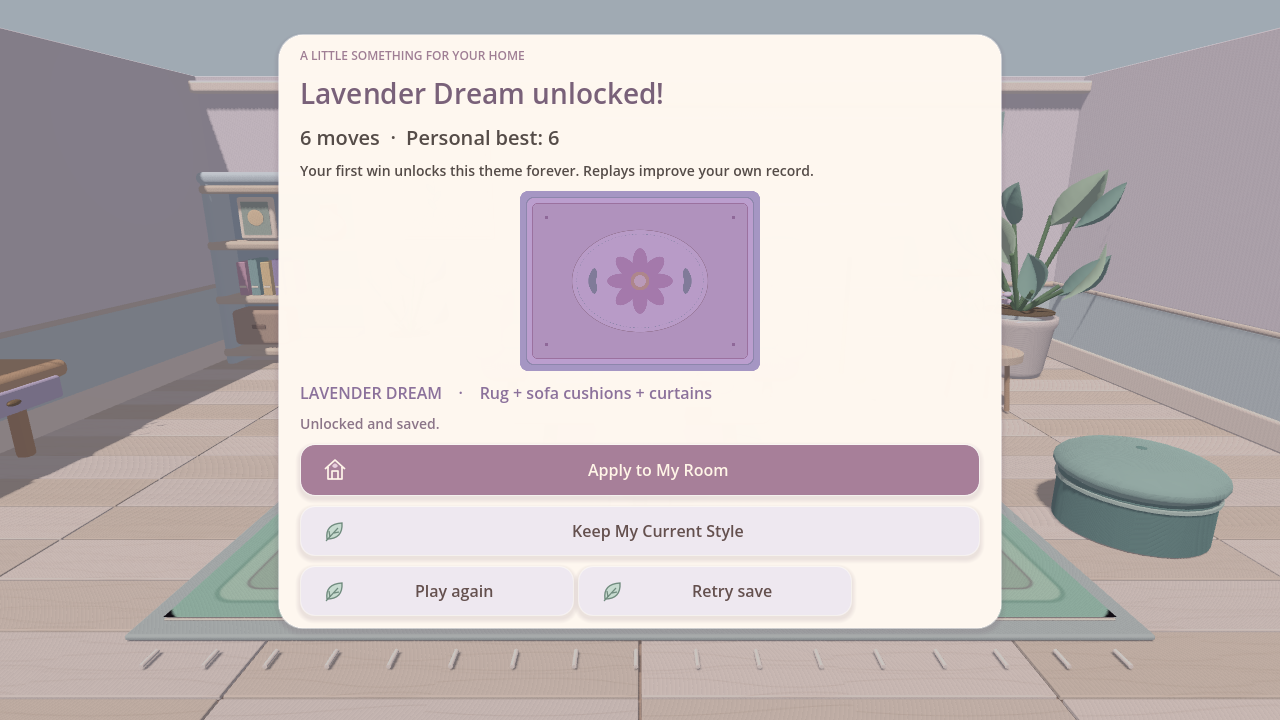 A LITTLE SOMETHING FOR YOUR HOME
Lavender Dream unlocked!
6 moves · Personal best: 6
Your first win unlocks this theme forever. Replays improve your own record.
LAVENDER DREAM · Rug + sofa cushions + curtains
Unlocked and saved.
Apply to My Room
Keep My Current Style
Play again
Retry save